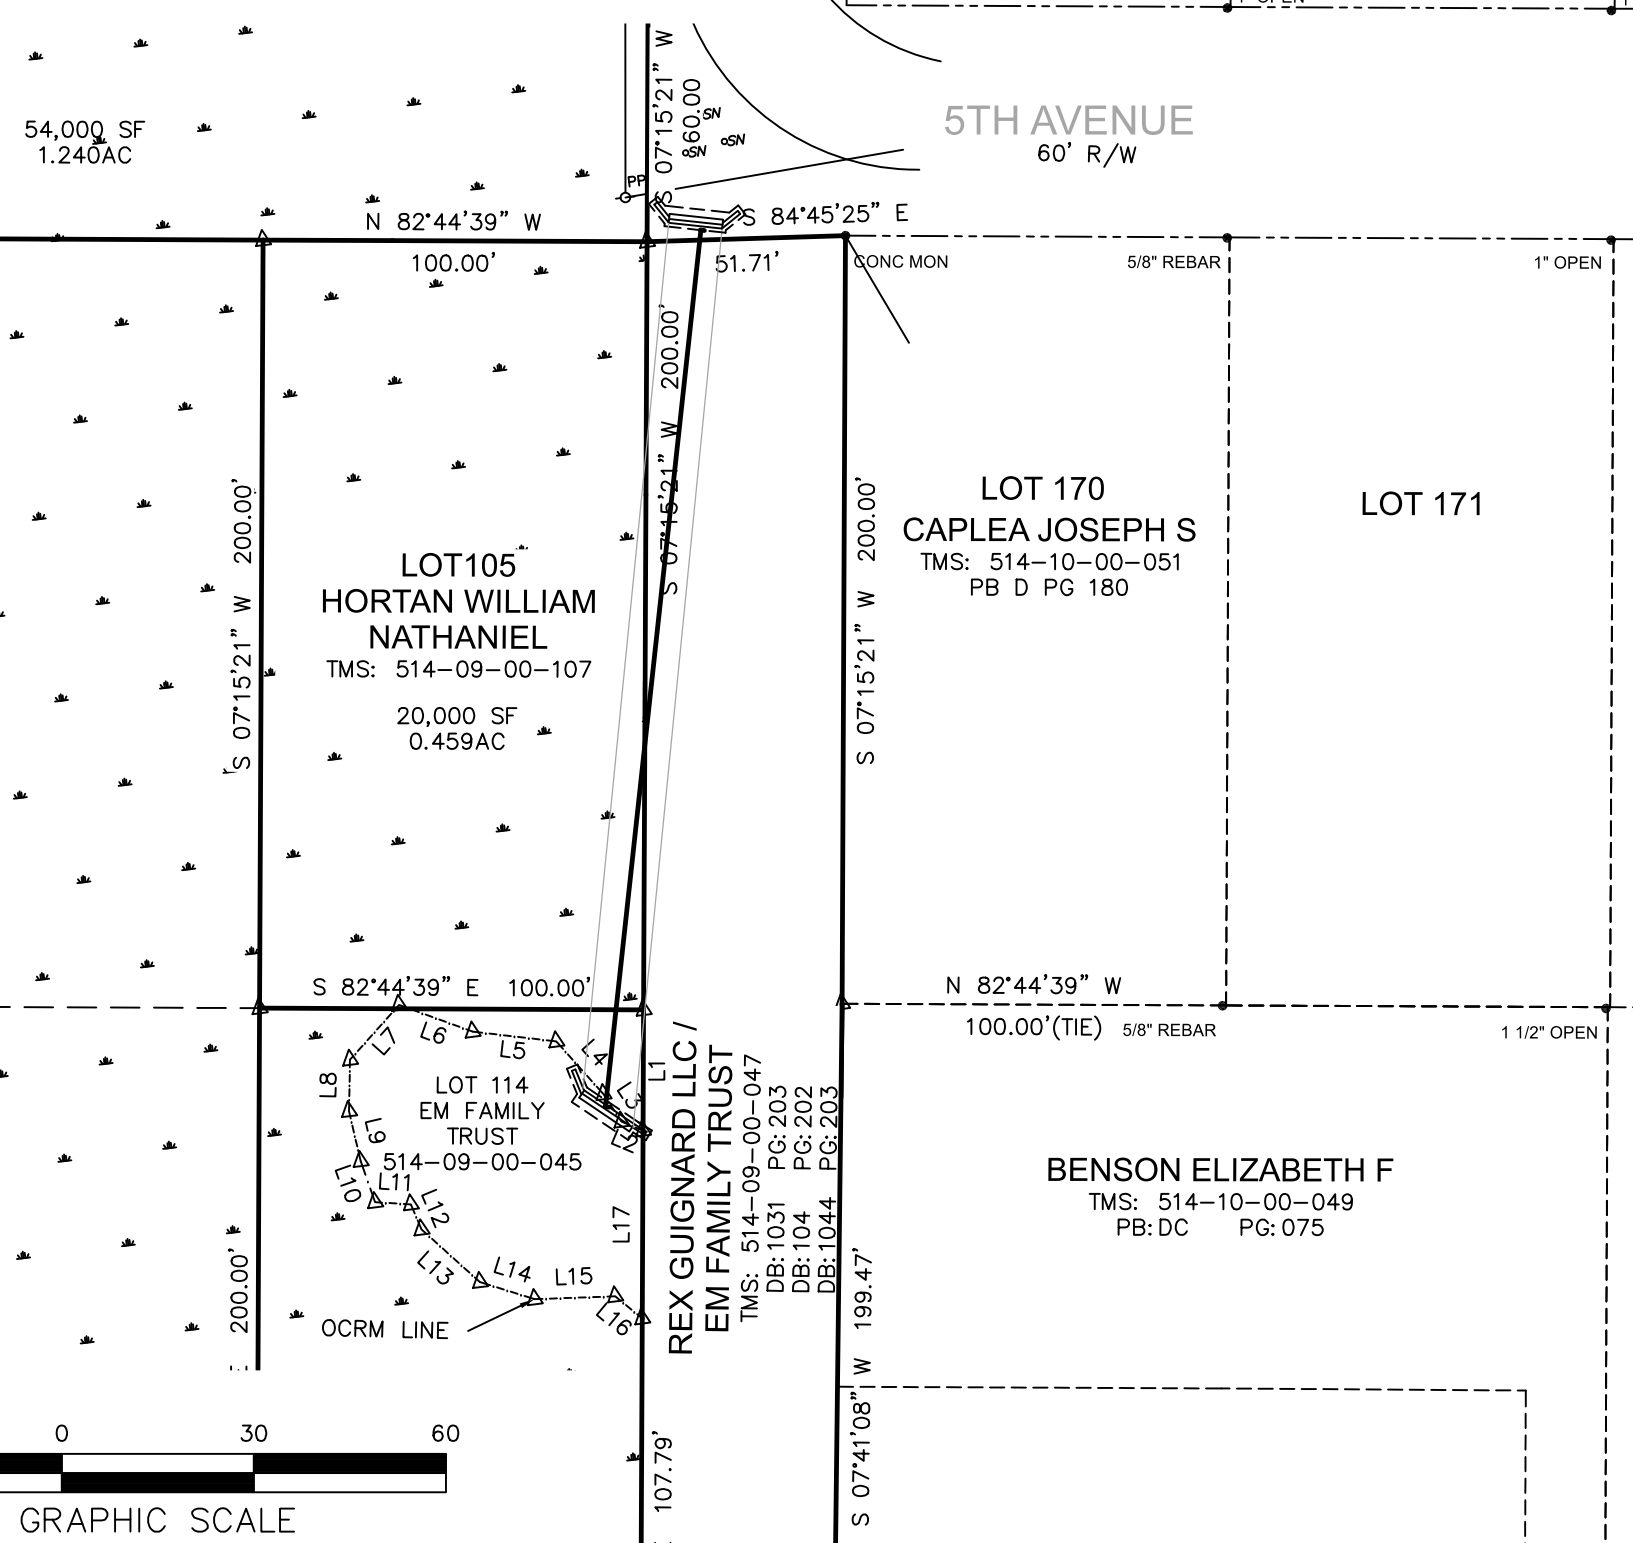 1" OPEN
S 07°15'21" W
60.00
SN
SN
SN
5TH AVENUE
60' R/W
54,000 SF
1.240AC
PP
N 82°44'39" W
100.00'
S 84°45'25" E
51.71'
CONC MON
5/8" REBAR
1" OPEN
S 07°15'21" W 200.00'
S 07°15'21" W 200.00'
S 07°15'21" W 200.00'
LOT105
HORTAN WILLIAM
NATHANIEL
TMS: 514-09-00-107
20,000 SF
0.459AC
LOT 170
CAPLEA JOSEPH S
TMS: 514-10-00-051
PB D PG 180
LOT 171
S 82°44'39" E 100.00'
N 82°44'39" W
100.00'(TIE)
5/8" REBAR
1 1/2" OPEN
L1
L2
L3
L4
L5
L6
L7
L8
L9
L10
L11
L12
L13
L14
L15
L16
L17
LOT 114
EM FAMILY
TRUST
514-09-00-045
OCRM LINE
REX GUIGNARD LLC /
EM FAMILY TRUST
TMS: 514-09-00-047
DB:1031 PG:203
DB:104 PG:202
DB:1044 PG:203
BENSON ELIZABETH F
TMS: 514-10-00-049
PB:DC PG:075
200.00'
107.79'
S 07°41'08" W 199.47'
0 30 60
GRAPHIC SCALE